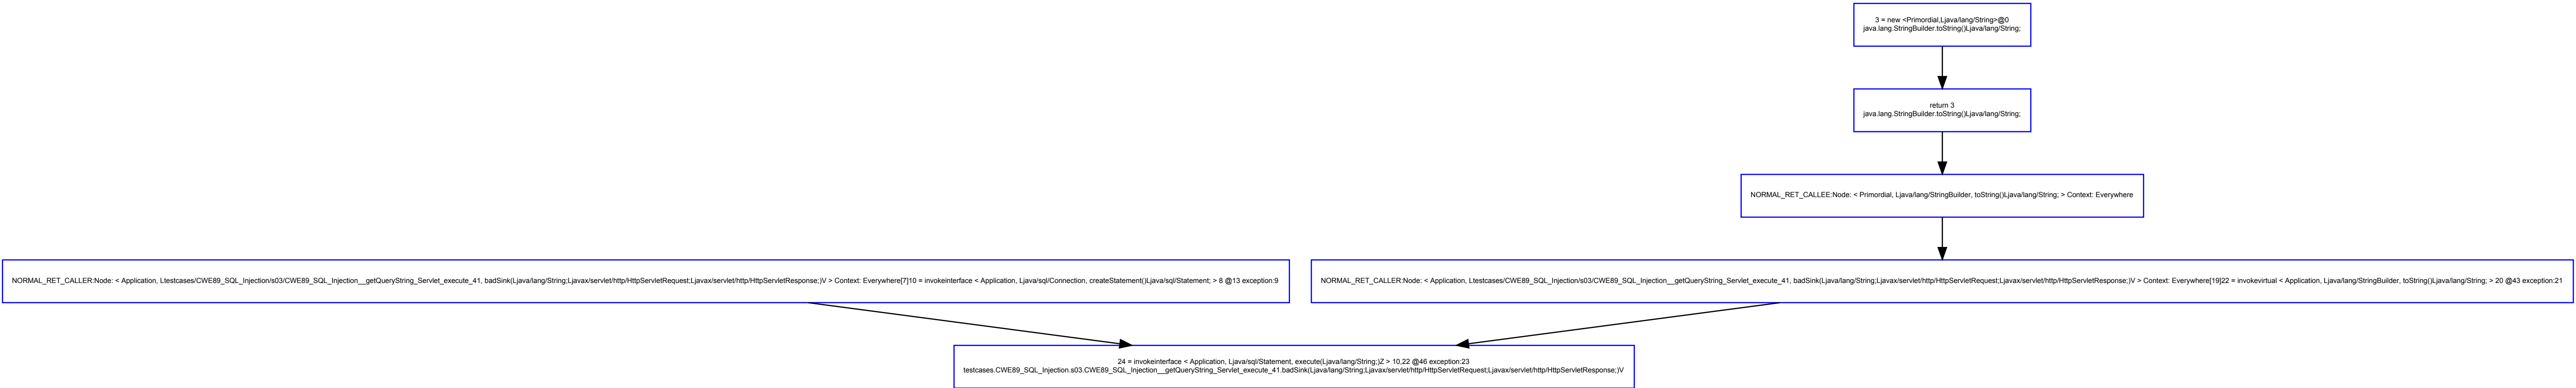 3 = new <Primordial,Ljava/lang/String>@0
java.lang.StringBuilder.toString()Ljava/lang/String;
return 3
java.lang.StringBuilder.toString()Ljava/lang/String;
NORMAL_RET_CALLEE:Node: < Primordial, Ljava/lang/StringBuilder, toString()Ljava/lang/String; > Context: Everywhere
NORMAL_RET_CALLER:Node: < Application, Ltestcases/CWE89_SQL_Injection/s03/CWE89_SQL_Injection__getQueryString_Servlet_execute_41, badSink(Ljava/lang/String;Ljavax/servlet/http/HttpServletRequest;Ljavax/servlet/http/HttpServletResponse;)V > Context: Everywhere[7]10 = invokeinterface < Application, Ljava/sql/Connection, createStatement()Ljava/sql/Statement; > 8 @13 exception:9
NORMAL_RET_CALLER:Node: < Application, Ltestcases/CWE89_SQL_Injection/s03/CWE89_SQL_Injection__getQueryString_Servlet_execute_41, badSink(Ljava/lang/String;Ljavax/servlet/http/HttpServletRequest;Ljavax/servlet/http/HttpServletResponse;)V > Context: Everywhere[19]22 = invokevirtual < Application, Ljava/lang/StringBuilder, toString()Ljava/lang/String; > 20 @43 exception:21
24 = invokeinterface < Application, Ljava/sql/Statement, execute(Ljava/lang/String;)Z > 10,22 @46 exception:23
testcases.CWE89_SQL_Injection.s03.CWE89_SQL_Injection__getQueryString_Servlet_execute_41.badSink(Ljava/lang/String;Ljavax/servlet/http/HttpServletRequest;Ljavax/servlet/http/HttpServletResponse;)V